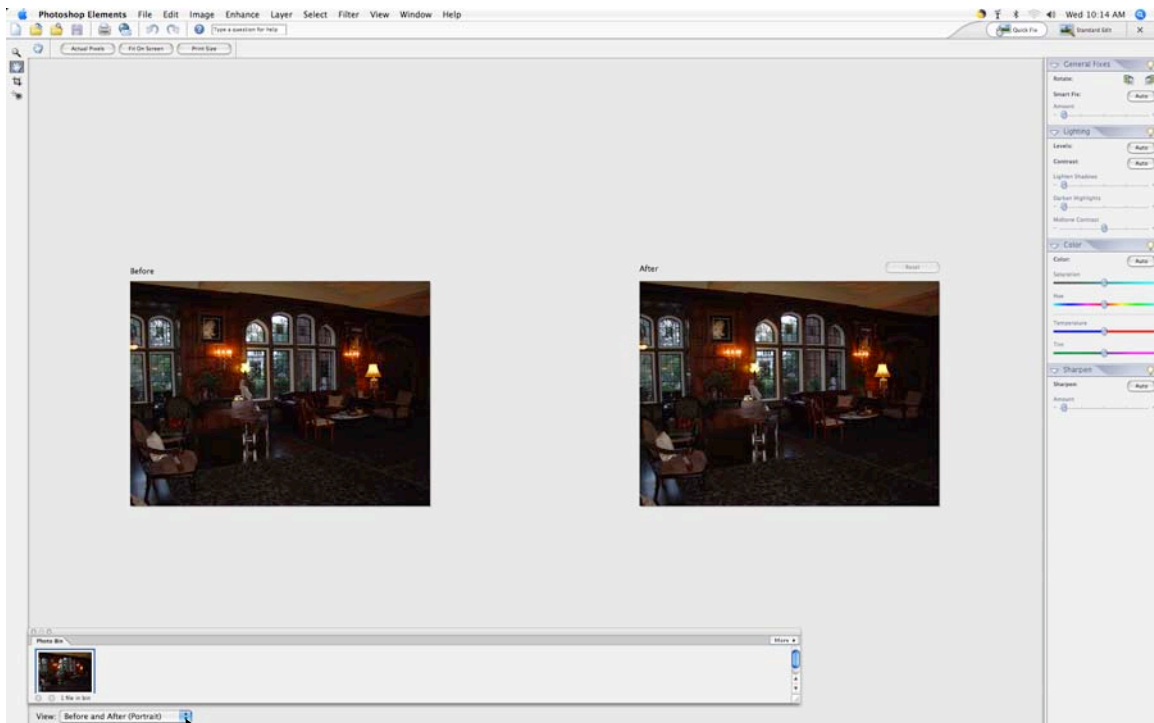 Photoshop Elements File Edit Image Enhance Layer Select Filter View Window Help
Wed 10:14 AM
Type a question for help
Quick Fix
Standard Edit
Actual Pixels
Fit On Screen
Print Size
General Fixes
Rotate:
Smart Fix:
Auto
Amount
Lighting
Levels:
Auto
Contrast:
Auto
Lighten Shadows
Darken Highlights
Midtone Contrast
Color
Color:
Auto
Saturation
Hue
Temperature
Tint
Sharpen
Sharpen:
Auto
Amount
Before
After
Reset
Photo Bin
More
1 file in bin
View: Before and After (Portrait)